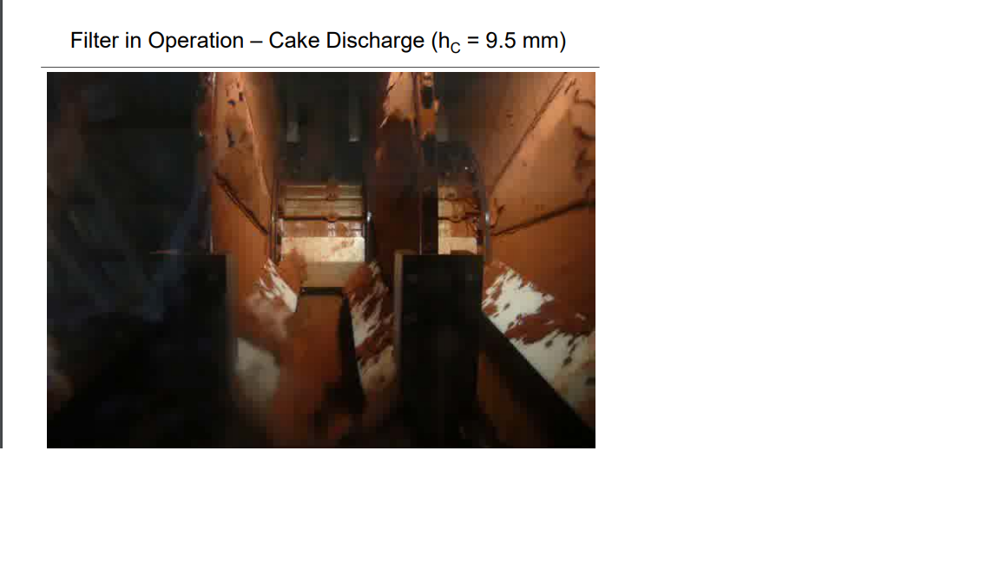 Filter in Operation – Cake Discharge (hC = 9.5 mm)